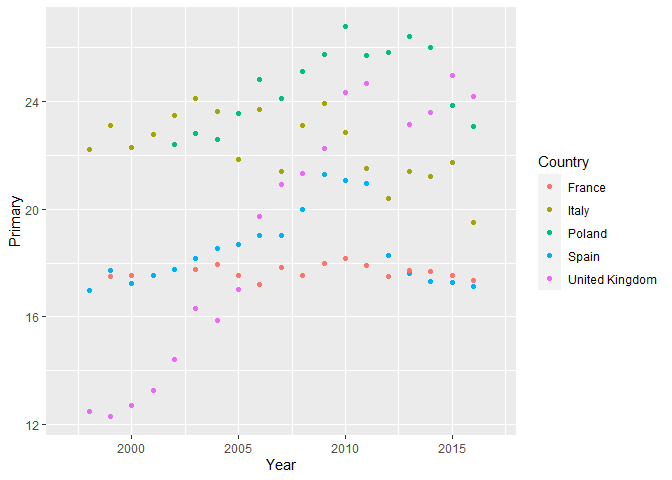 24
20
16
12
Primary
2000 2005 2010 2015
Year
Country
France
Italy
Poland
Spain
United Kingdom